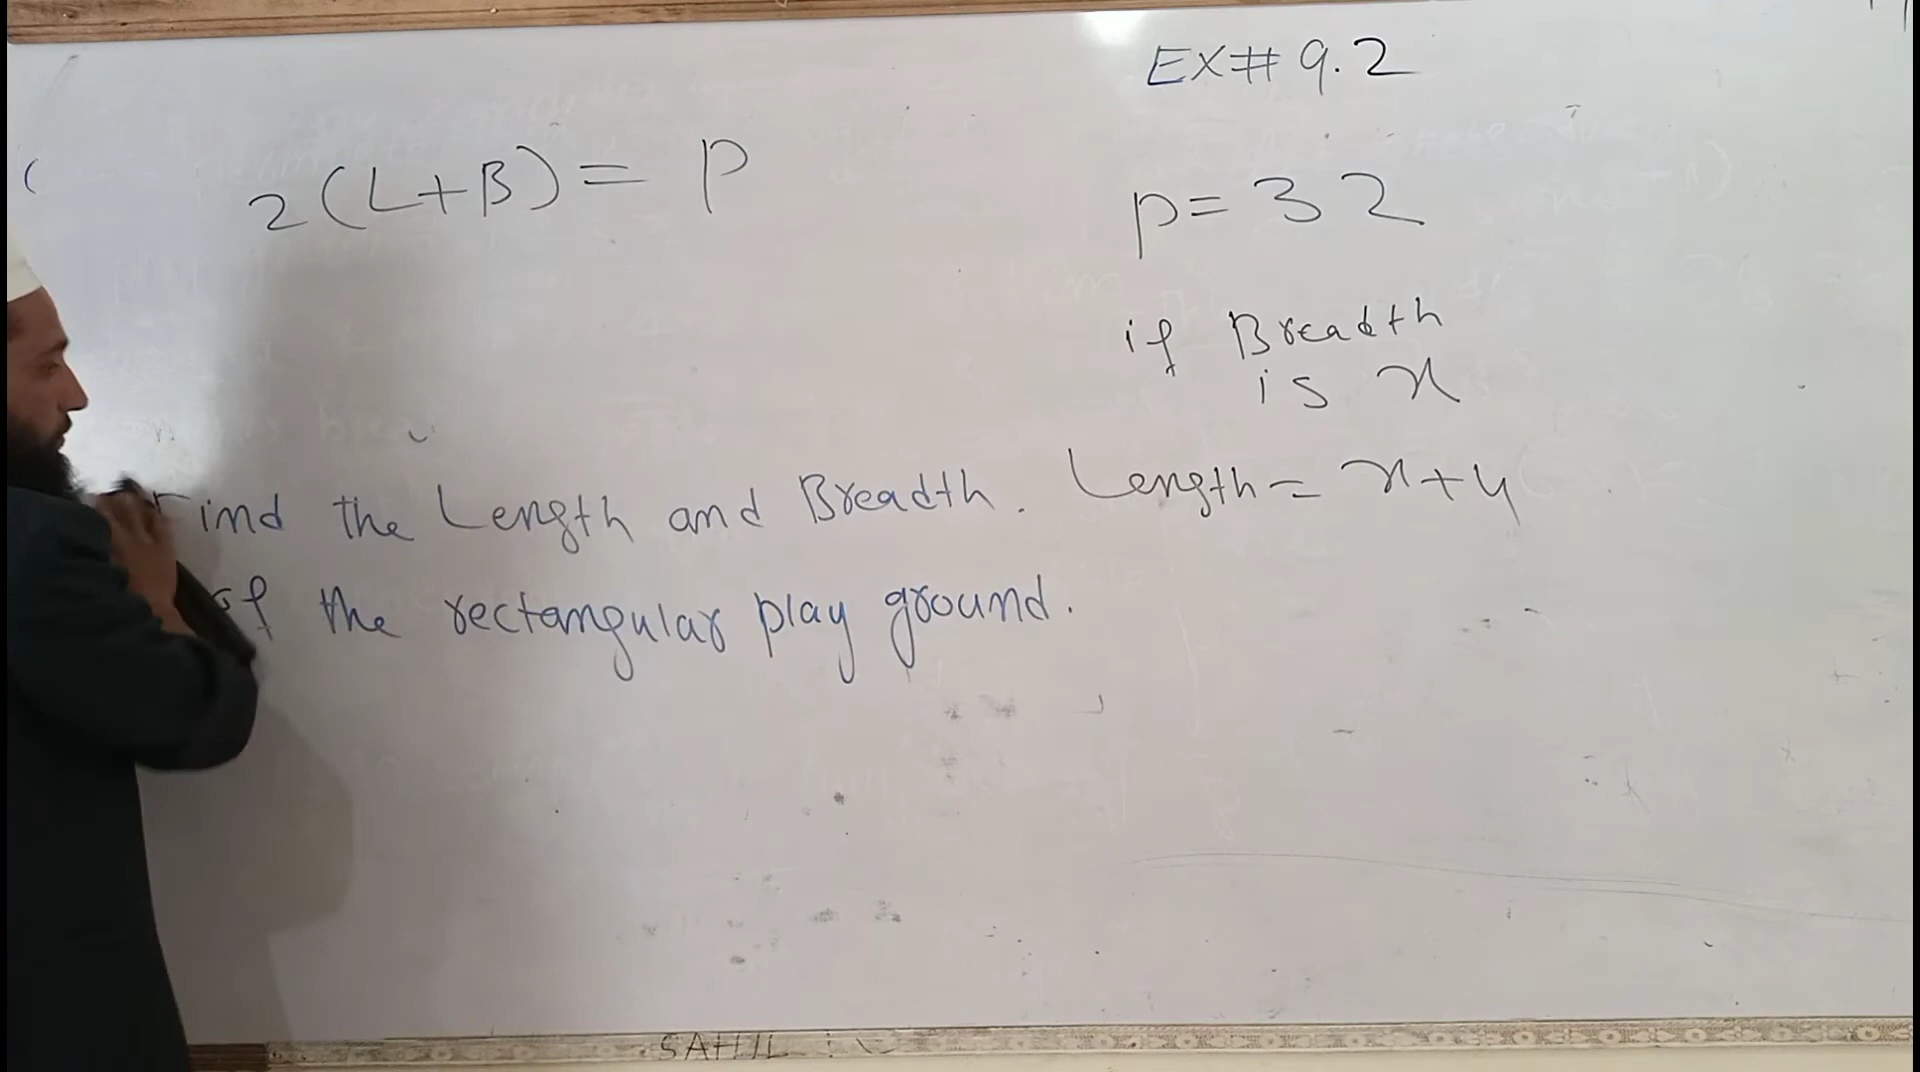 EX# 9.2
2(L+B) = P
P = 32
if Breadth
is x
Find the Length and Breadth. Length = x+4
of the rectangular play ground.
SAHIL